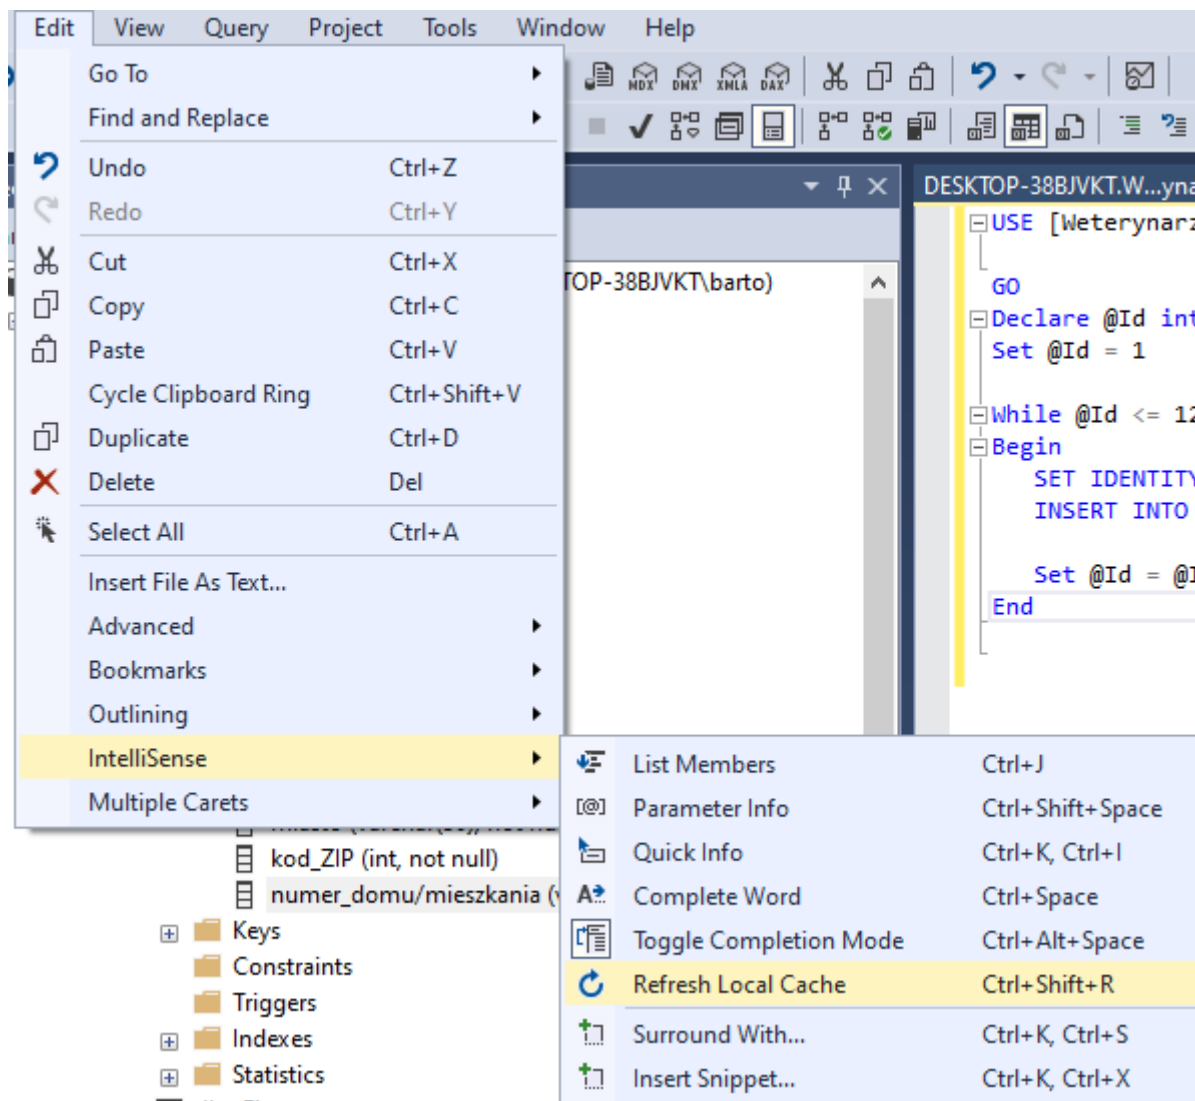 Edit View Query Project Tools Window Help
MDX DMX XMLA DAX
Go To
Find and Replace
Undo Ctrl+Z
Redo Ctrl+Y
Cut Ctrl+X
Copy Ctrl+C
Paste Ctrl+V
Cycle Clipboard Ring Ctrl+Shift+V
Duplicate Ctrl+D
Delete Del
Select All Ctrl+A
Insert File As Text...
Advanced
Bookmarks
Outlining
IntelliSense
Multiple Carets
TOP-38BJVKT\barto)
DESKTOP-38BJVKT.W...yna
USE [Weterynarz
GO
Declare @Id int
Set @Id = 1
While @Id <= 12
Begin
SET IDENTITY
INSERT INTO
Set @Id = @I
End
List Members Ctrl+J
Parameter Info Ctrl+Shift+Space
Quick Info Ctrl+K, Ctrl+I
Complete Word Ctrl+Space
Toggle Completion Mode Ctrl+Alt+Space
Refresh Local Cache Ctrl+Shift+R
Surround With... Ctrl+K, Ctrl+S
Insert Snippet... Ctrl+K, Ctrl+X
kod_ZIP (int, not null)
numer_domu/mieszkania (
Keys
Constraints
Triggers
Indexes
Statistics